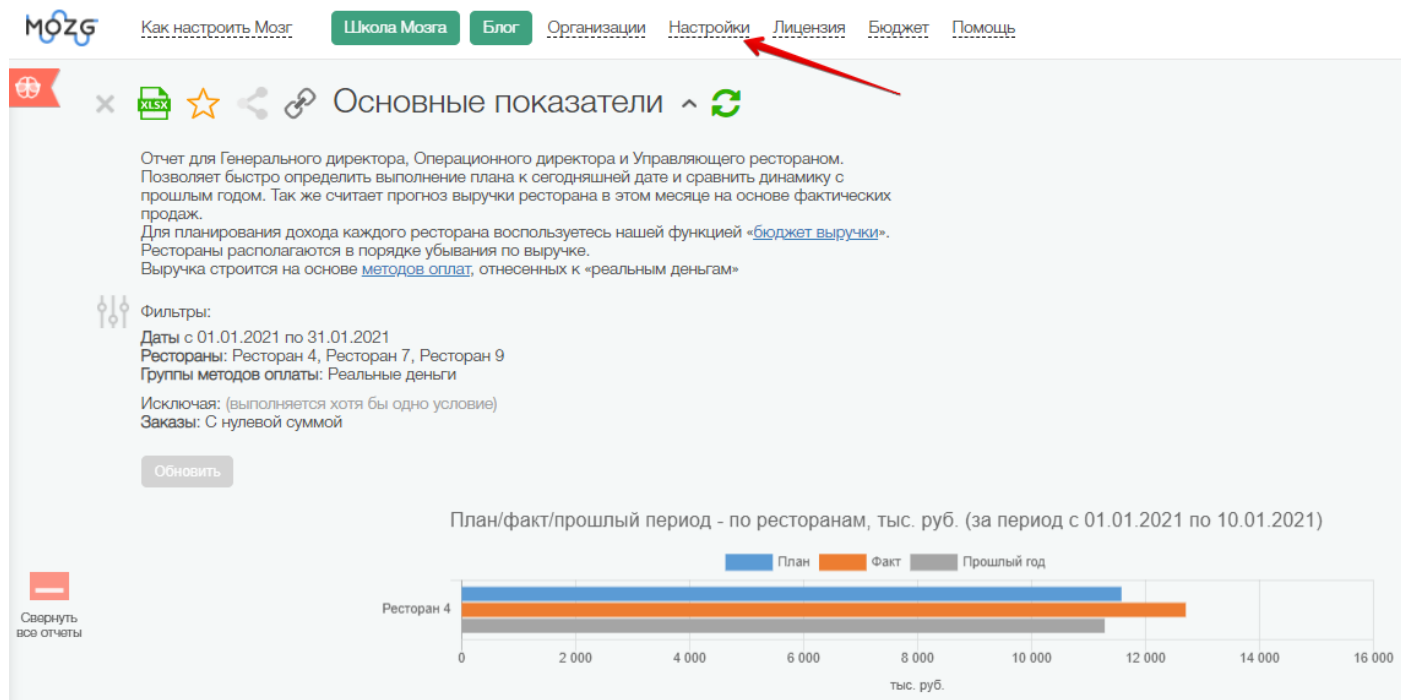 MOZG Как настроить Мозг Школа Мозга Блог Организации Настройки Лицензия Бюджет Помощь
XLSX Основные показатели
Отчет для Генерального директора, Операционного директора и Управляющего рестораном.
Позволяет быстро определить выполнение плана к сегодняшней дате и сравнить динамику с
прошлым годом. Так же считает прогноз выручки ресторана в этом месяце на основе фактических
продаж.
Для планирования дохода каждого ресторана воспользуетесь нашей функцией «бюджет выручки».
Рестораны располагаются в порядке убывания по выручке.
Выручка строится на основе методов оплат, отнесенных к «реальным деньгам»
Фильтры:
Даты с 01.01.2021 по 31.01.2021
Рестораны: Ресторан 4, Ресторан 7, Ресторан 9
Группы методов оплаты: Реальные деньги
Исключая: (выполняется хотя бы одно условие)
Заказы: С нулевой суммой
Обновить
План/факт/прошлый период - по ресторанам, тыс. руб. (за период с 01.01.2021 по 10.01.2021)
План Факт Прошлый год
Ресторан 4
0 2 000 4 000 6 000 8 000 10 000 12 000 14 000 16 000
тыс. руб.
Свернуть
все отчеты